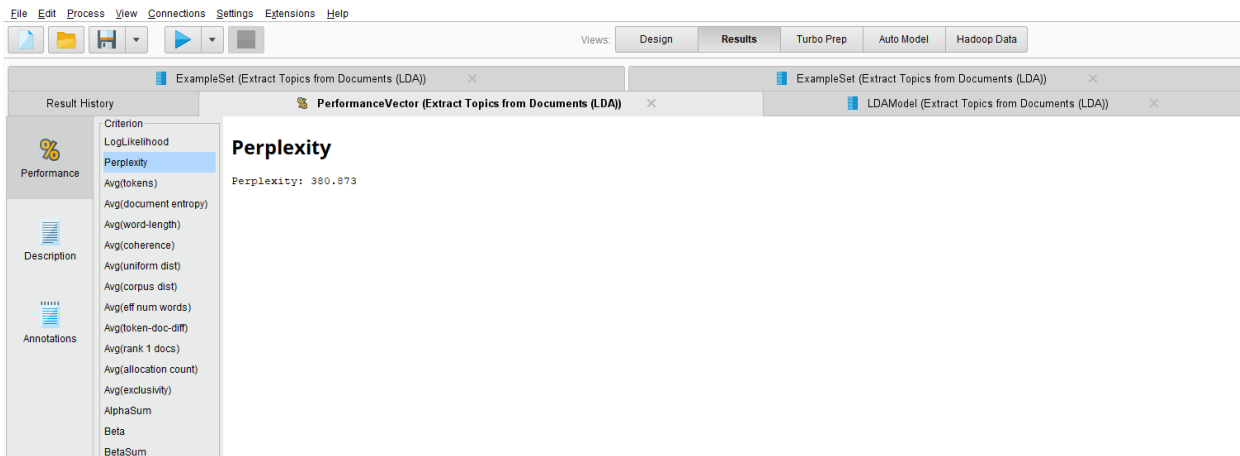 File Edit Process View Connections Settings Extensions Help
Views: Design Results Turbo Prep Auto Model Hadoop Data
ExampleSet (Extract Topics from Documents (LDA)) ExampleSet (Extract Topics from Documents (LDA))
Result History PerformanceVector (Extract Topics from Documents (LDA)) LDAModel (Extract Topics from Documents (LDA))
%
Performance
Description
Annotations
Criterion
LogLikelihood
Perplexity
Avg(tokens)
Avg(document entropy)
Avg(word-length)
Avg(coherence)
Avg(uniform dist)
Avg(corpus dist)
Avg(eff num words)
Avg(token-doc-diff)
Avg(rank 1 docs)
Avg(allocation count)
Avg(exclusivity)
AlphaSum
Beta
BetaSum
Perplexity
Perplexity: 380.873